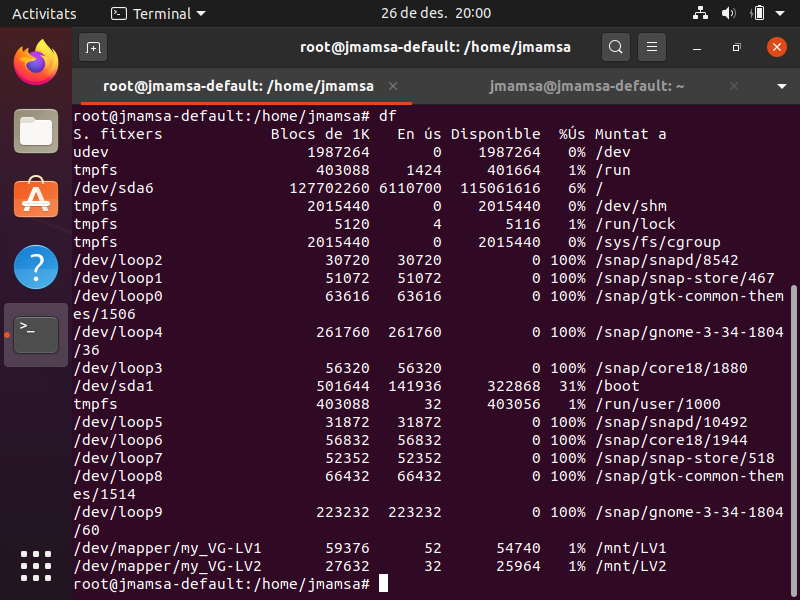 Activitats
Terminal
26 de des. 20:00
root@jmamsa-default: /home/jmamsa
root@jmamsa-default: /home/jmamsa
jmamsa@jmamsa-default: ~
root@jmamsa-default:/home/jmamsa# df
S. fitxers Blocs de 1K En ús Disponible %Ús Muntat a
udev 1987264 0 1987264 0% /dev
tmpfs 403088 1424 401664 1% /run
/dev/sda6 127702260 6110700 115061616 6% /
tmpfs 2015440 0 2015440 0% /dev/shm
tmpfs 5120 4 5116 1% /run/lock
tmpfs 2015440 0 2015440 0% /sys/fs/cgroup
/dev/loop2 30720 30720 0 100% /snap/snapd/8542
/dev/loop1 51072 51072 0 100% /snap/snap-store/467
/dev/loop0 63616 63616 0 100% /snap/gtk-common-them
es/1506
/dev/loop4 261760 261760 0 100% /snap/gnome-3-34-1804
/36
/dev/loop3 56320 56320 0 100% /snap/core18/1880
/dev/sda1 501644 141936 322868 31% /boot
tmpfs 403088 32 403056 1% /run/user/1000
/dev/loop5 31872 31872 0 100% /snap/snapd/10492
/dev/loop6 56832 56832 0 100% /snap/core18/1944
/dev/loop7 52352 52352 0 100% /snap/snap-store/518
/dev/loop8 66432 66432 0 100% /snap/gtk-common-them
es/1514
/dev/loop9 223232 223232 0 100% /snap/gnome-3-34-1804
/60
/dev/mapper/my_VG-LV1 59376 52 54740 1% /mnt/LV1
/dev/mapper/my_VG-LV2 27632 32 25964 1% /mnt/LV2
root@jmamsa-default:/home/jmamsa#